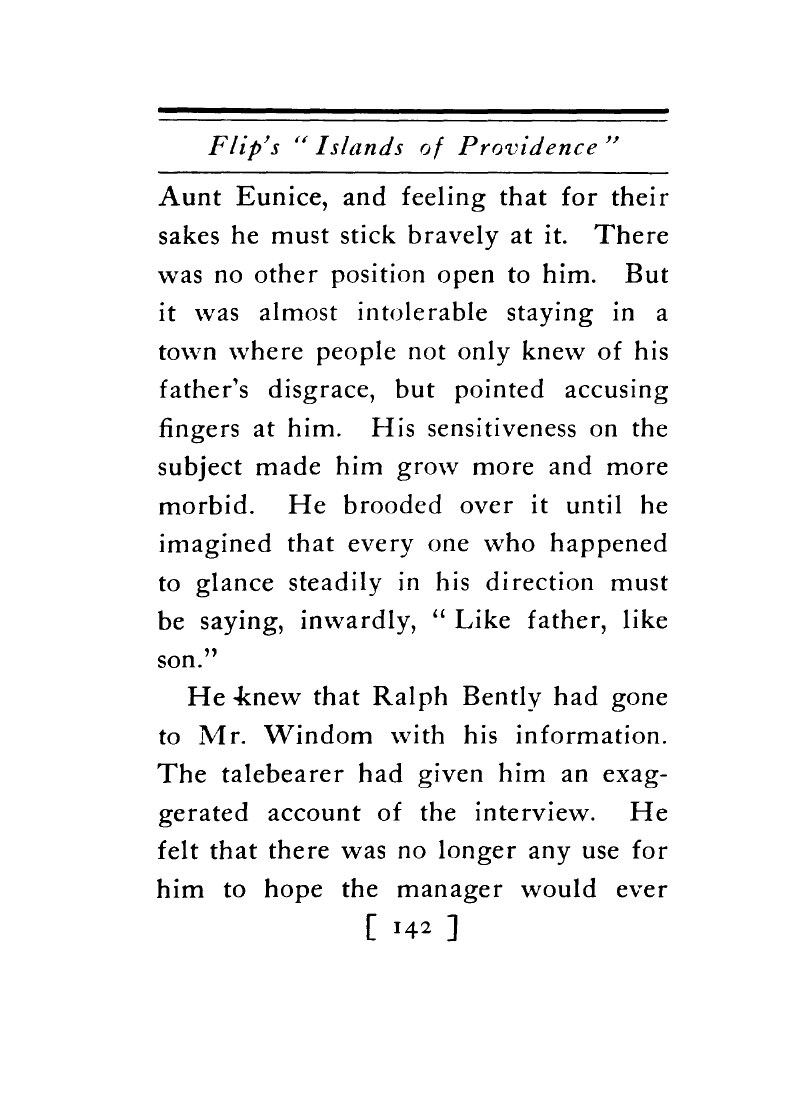 Flip's "Islands of Providence"
Aunt Eunice, and feeling that for their
sakes he must stick bravely at it. There
was no other position open to him. But
it was almost intolerable staying in a
town where people not only knew of his
father's disgrace, but pointed accusing
fingers at him. His sensitiveness on the
subject made him grow more and more
morbid. He brooded over it until he
imagined that every one who happened
to glance steadily in his direction must
be saying, inwardly, "Like father, like
son."
He knew that Ralph Bently had gone
to Mr. Windom with his information.
The talebearer had given him an exag-
gerated account of the interview. He
felt that there was no longer any use for
him to hope the manager would ever
[ 142 ]